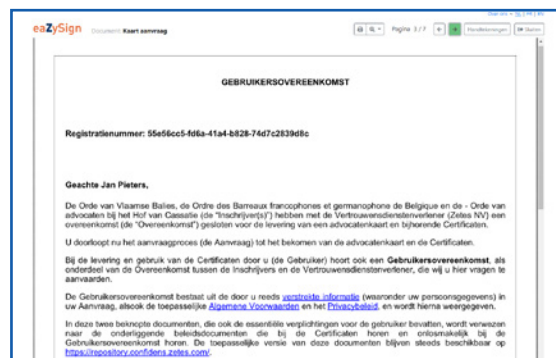 Over ons NL | FR | EN
eaZySign Document: Kaart aanvraag Pagina 3 / 7 Handtekeningen Sluiten
GEBRUIKERSOVEREENKOMST
Registratienummer: 55e56cc5-fd6a-41a4-b828-74d7c2839d8c
Geachte Jan Pieters,
De Orde van Vlaamse Balies, de Ordre des Barreaux francophones et germanophone de Belgique en de - Orde van
advocaten bij het Hof van Cassatie (de "Inschrijver(s)") hebben met de Vertrouwensdienstenverlener (Zetes NV) een
overeenkomst (de "Overeenkomst") gesloten voor de levering van een advocatenkaart en bijhorende Certificaten.
U doorloopt nu het aanvraagproces (de Aanvraag) tot het bekomen van de advocatenkaart en de Certificaten.
Bij de levering en gebruik van de Certificaten door u (de Gebruiker) hoort ook een Gebruikersovereenkomst, als
onderdeel van de Overeenkomst tussen de Inschrijvers en de Vertrouwensdienstenverlener, die wij u hier vragen te
aanvaarden.
De Gebruikersovereenkomst bestaat uit de door u reeds verstrekte informatie (waaronder uw persoonsgegevens) in
uw Aanvraag, alsook de toepasselijke Algemene Voorwaarden en het Privacybeleid, en wordt hierna weergegeven.
In deze twee beknopte documenten, die ook de essentiële verplichtingen voor de gebruiker bevatten, wordt verwezen
naar de onderliggende beleidsdocumenten die bij de Certificaten horen en onlosmakelijk bij de
Gebruikersovereenkomst horen. De toepasselijke versie van deze documenten blijven steeds beschikbaar op
https://repository.confidens.zetes.com/.